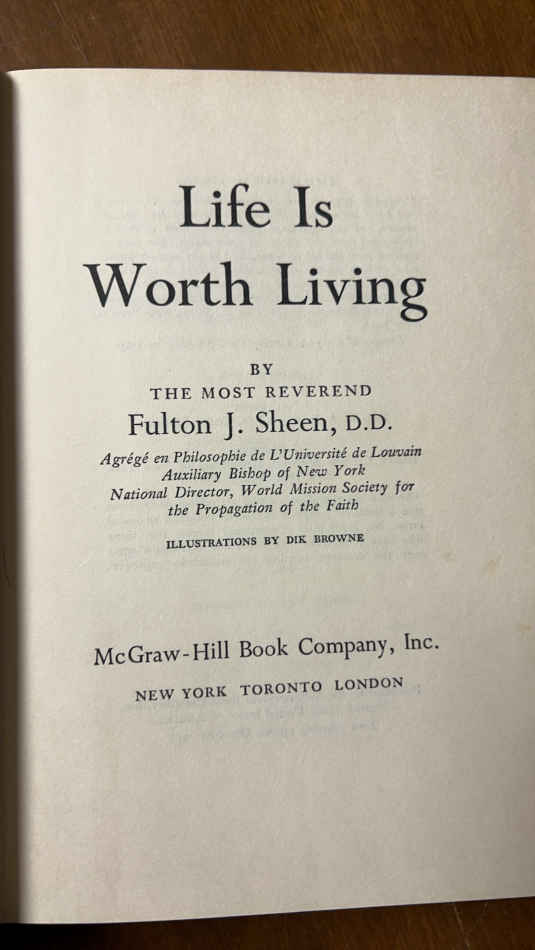 Life Is
Worth Living
BY
THE MOST REVEREND
Fulton J. Sheen, D.D.
Agrégé en Philosophie de L'Université de Louvain
Auxiliary Bishop of New York
National Director, World Mission Society for
the Propagation of the Faith
ILLUSTRATIONS BY DIK BROWNE
McGraw-Hill Book Company, Inc.
NEW YORK TORONTO LONDON